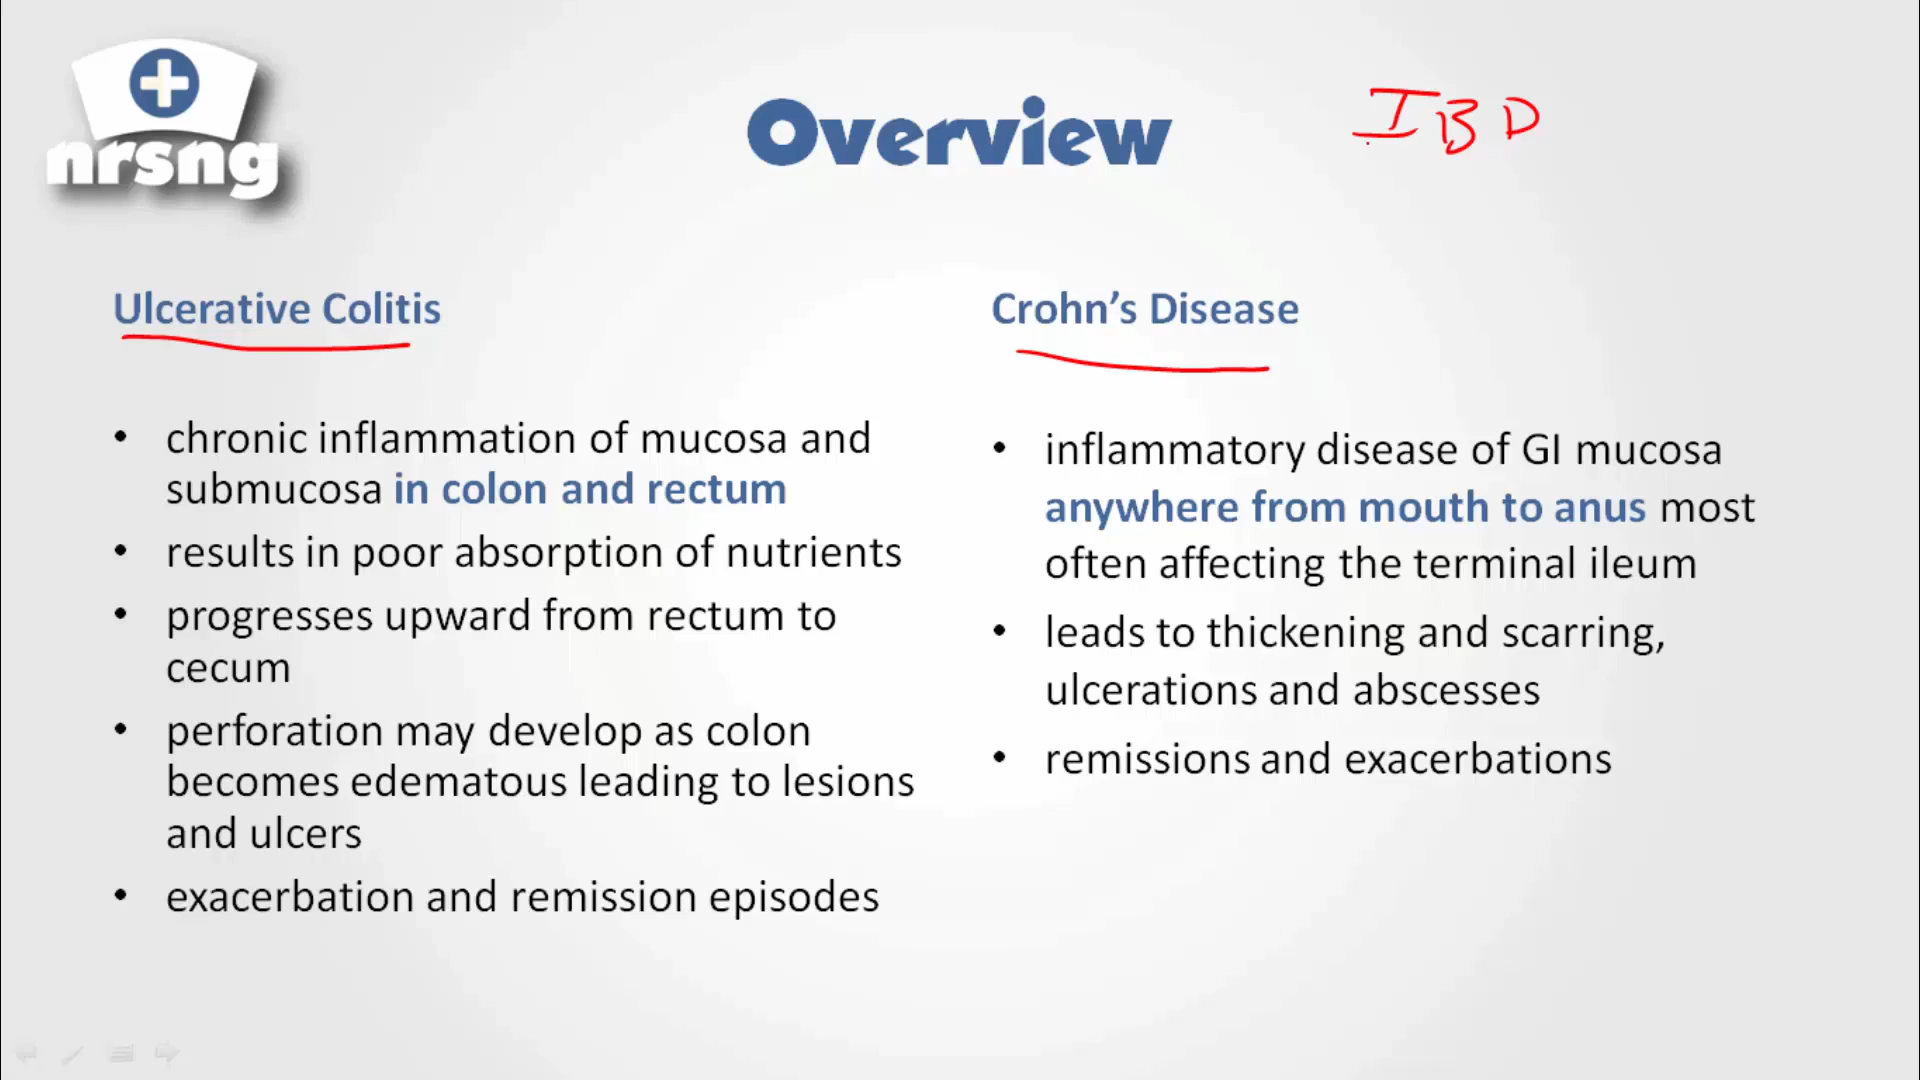 nrsng
Overview
IBD
Ulcerative Colitis
• chronic inflammation of mucosa and
submucosa in colon and rectum
• results in poor absorption of nutrients
• progresses upward from rectum to
cecum
• perforation may develop as colon
becomes edematous leading to lesions
and ulcers
• exacerbation and remission episodes
Crohn’s Disease
• inflammatory disease of GI mucosa
anywhere from mouth to anus most
often affecting the terminal ileum
• leads to thickening and scarring,
ulcerations and abscesses
• remissions and exacerbations